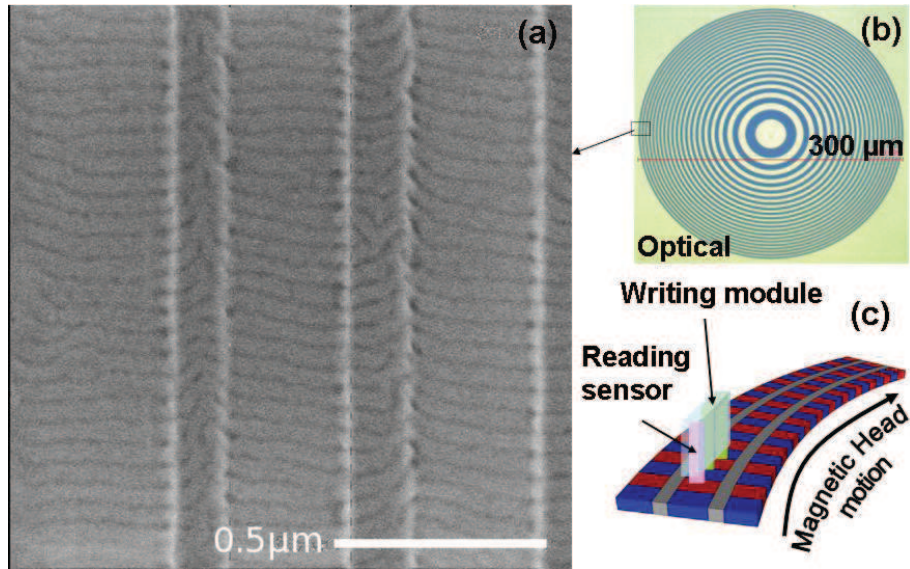 (a)
0.5μm
(b)
300 μm
Optical
Writing module
(c)
Reading
sensor
Magnetic Head
motion